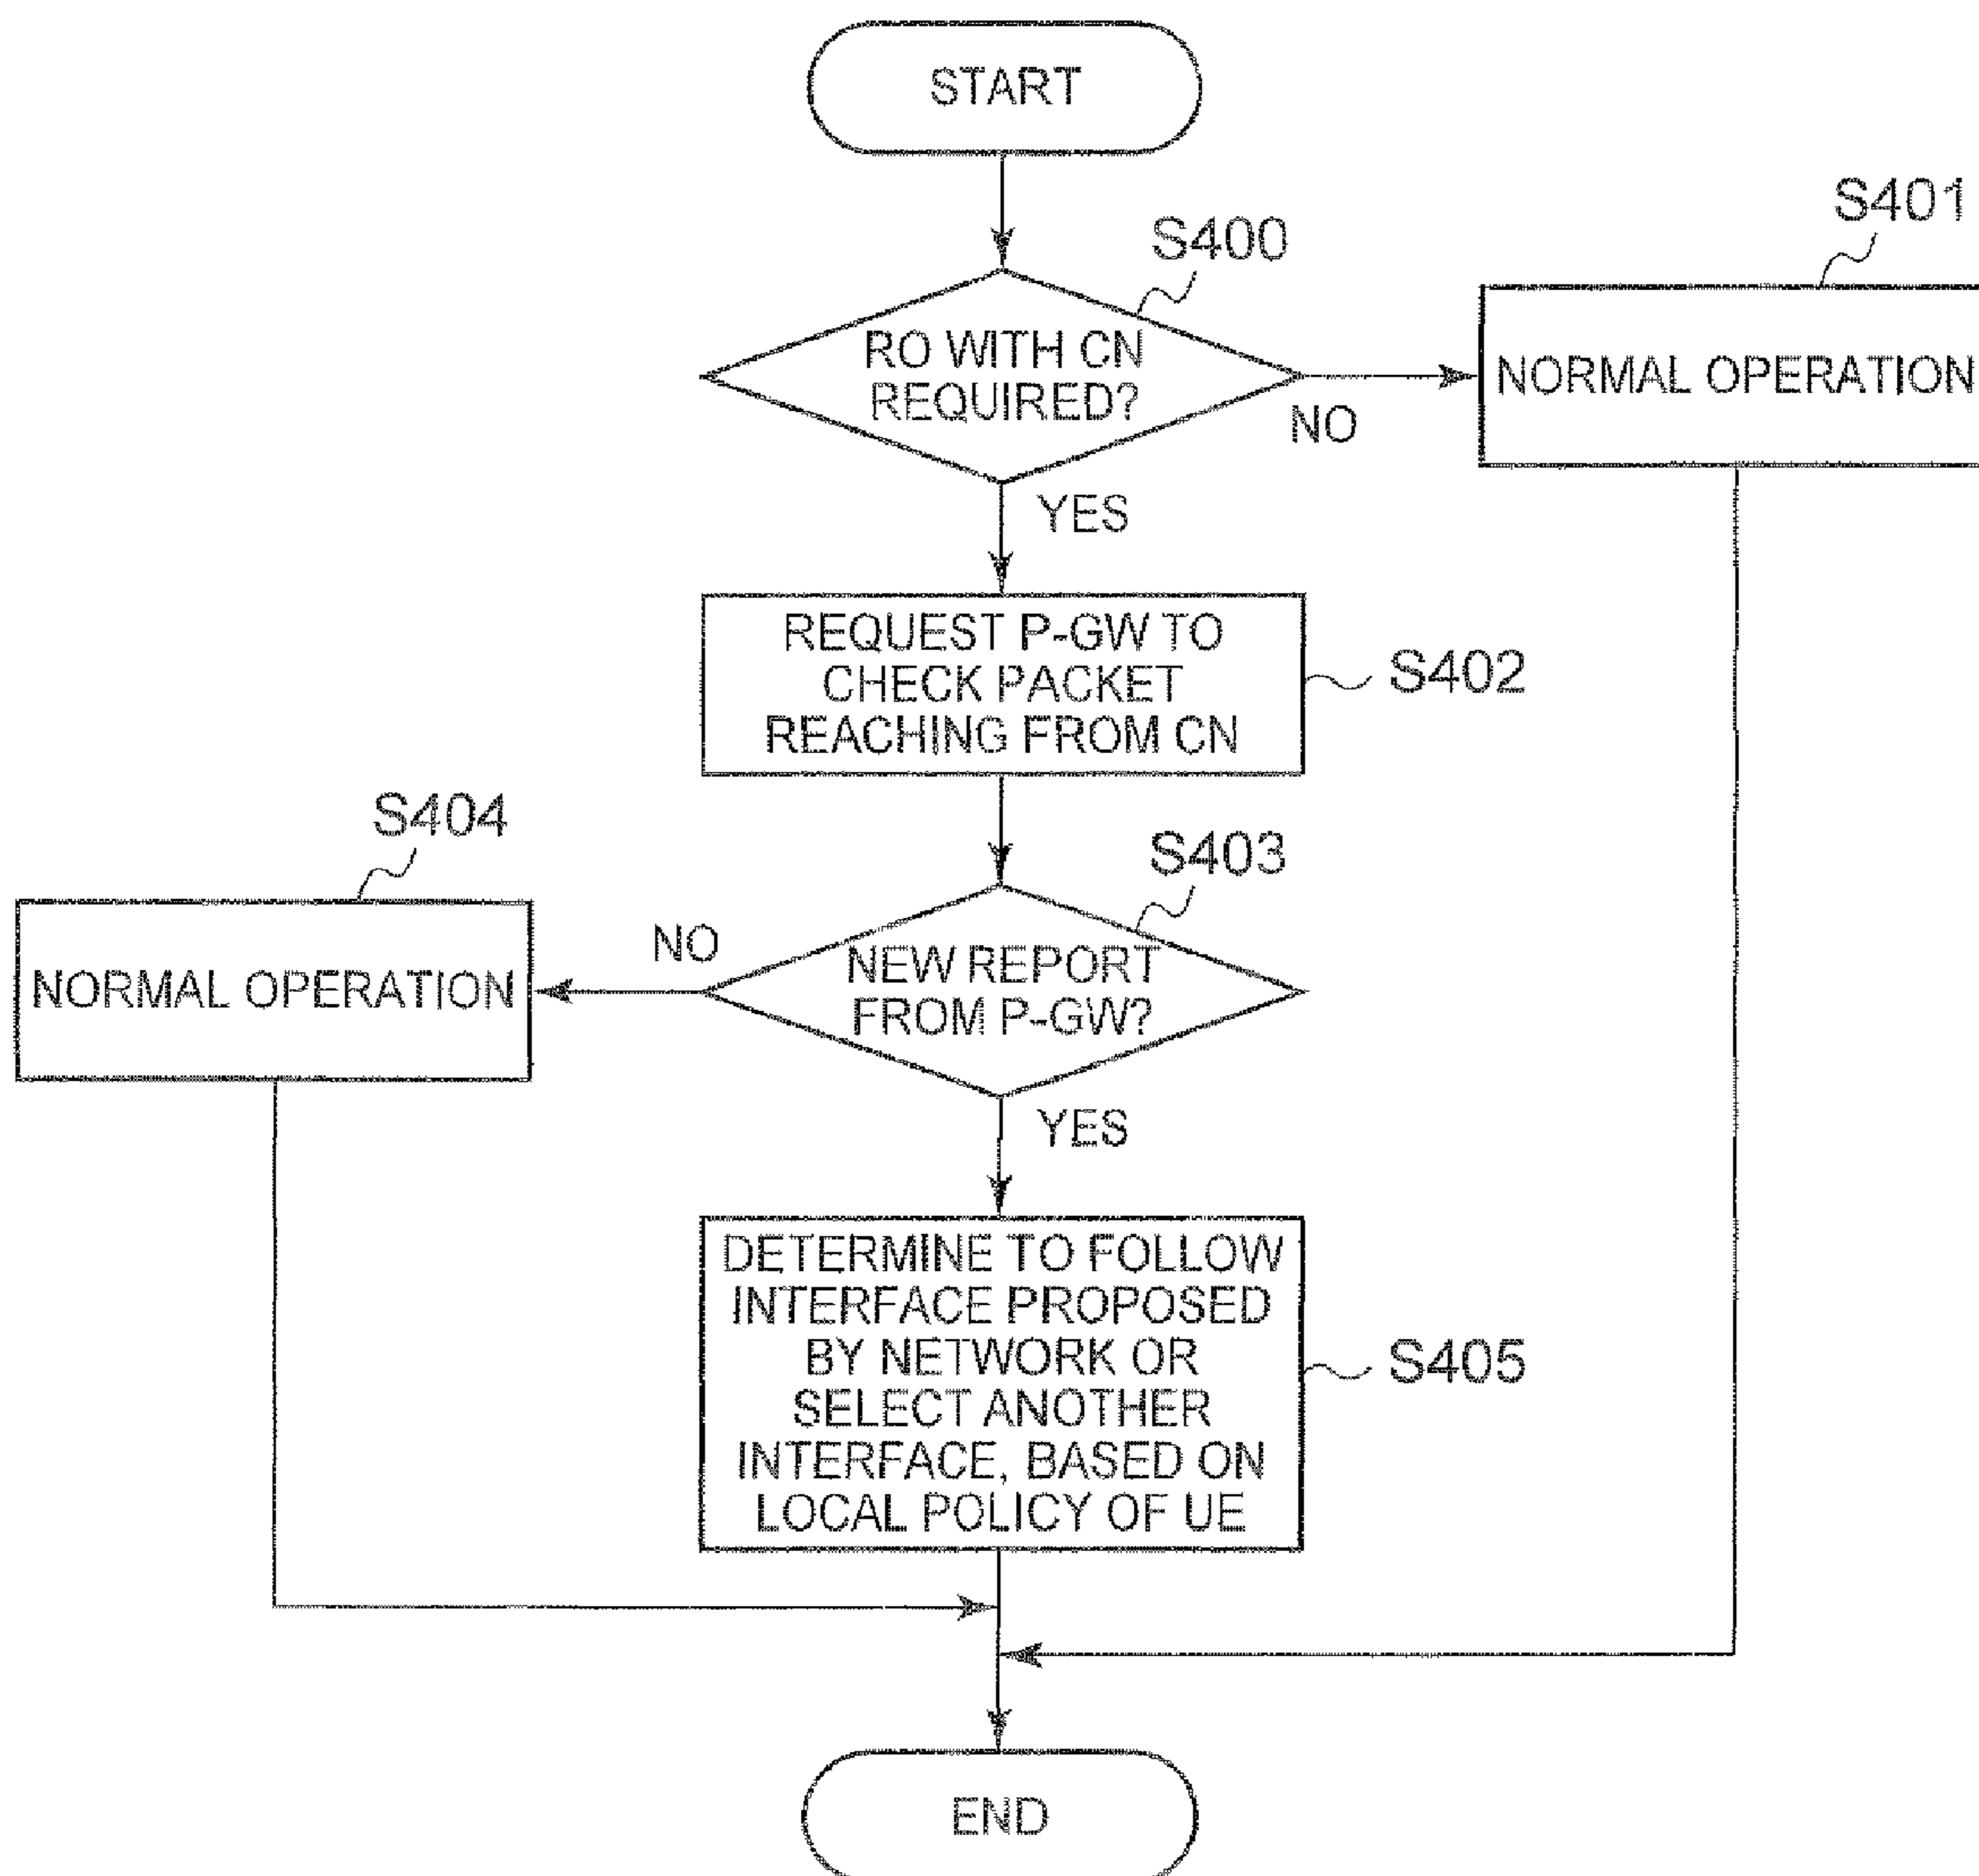 START
S400
S401
RO WITH CN
REQUIRED?
NORMAL OPERATION
NO
YES
REQUEST P-GW TO
CHECK PACKET
REACHING FROM CN
S402
S404
S403
NORMAL OPERATION
NO
NEW REPORT
FROM P-GW?
YES
DETERMINE TO FOLLOW
INTERFACE PROPOSED
BY NETWORK OR
SELECT ANOTHER
INTERFACE, BASED ON
LOCAL POLICY OF UE
S405
END